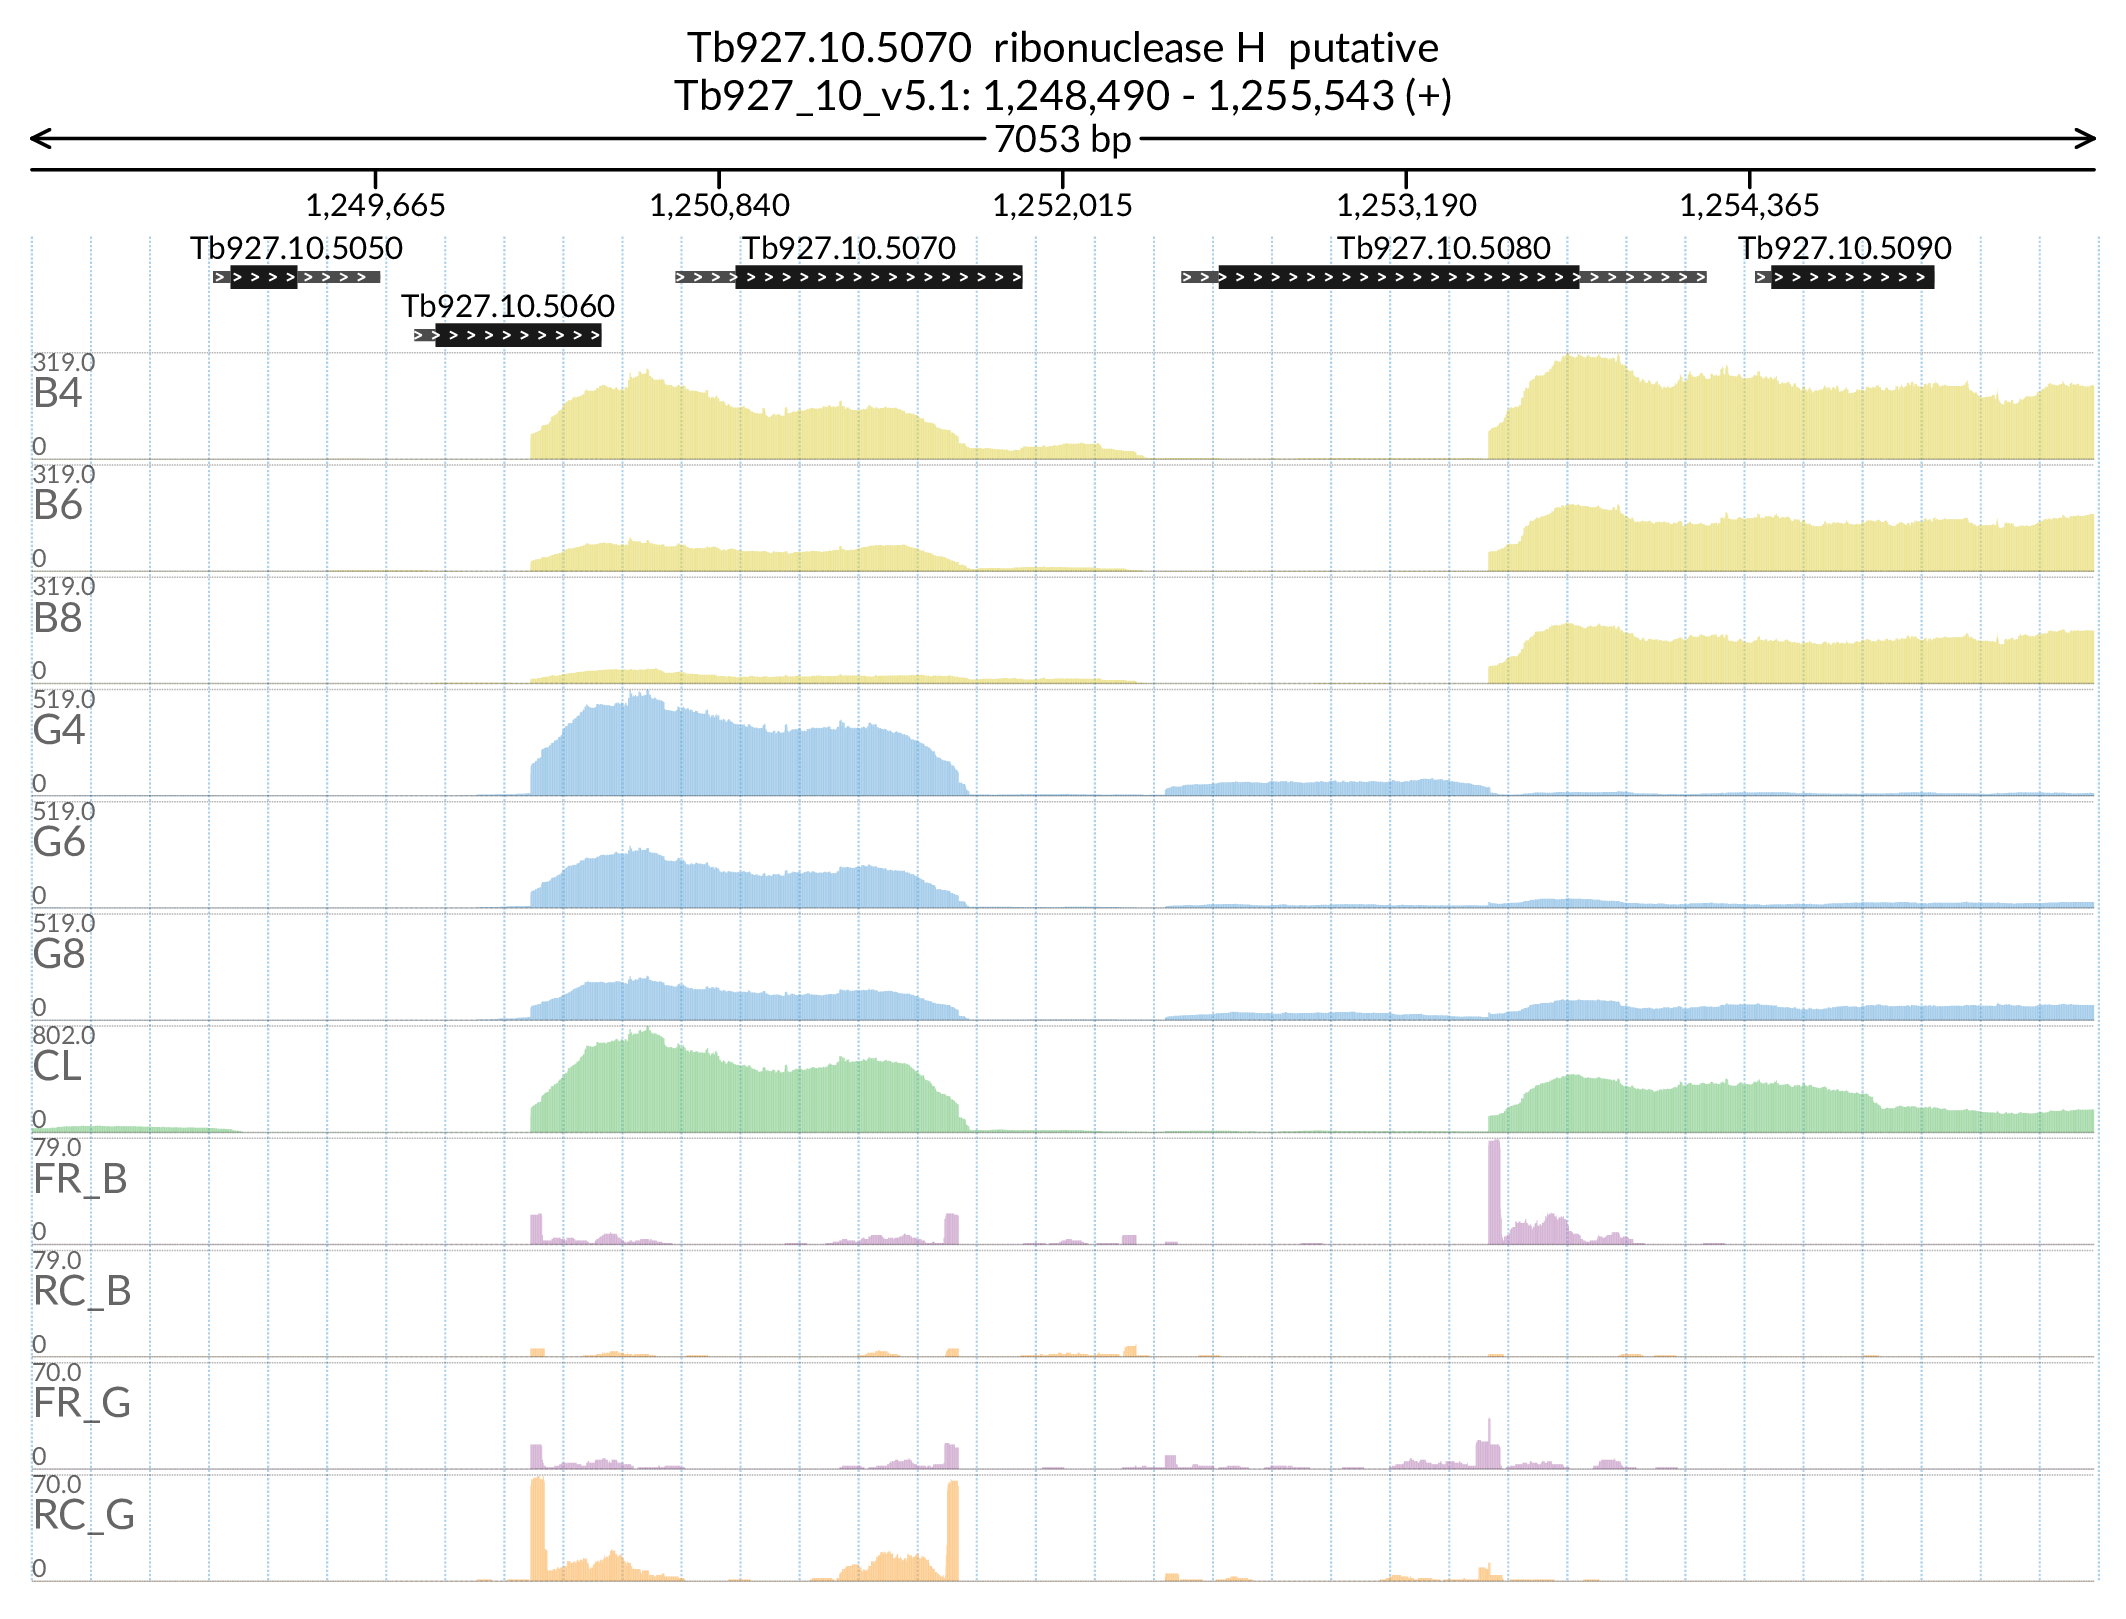 Tb927.10.5070  ribonuclease H  putative
Tb927_10_v5.1: 1,248,490 - 1,255,543 (+)
7053 bp
1,249,665 1,250,840 1,252,015 1,253,190 1,254,365
Tb927.10.5050 Tb927.10.5070 Tb927.10.5080 Tb927.10.5090
Tb927.10.5060
319.0
B4
0
319.0
B6
0
319.0
B8
0
519.0
G4
0
519.0
G6
0
519.0
G8
0
802.0
CL
0
79.0
FR_B
0
79.0
RC_B
0
70.0
FR_G
0
70.0
RC_G
0